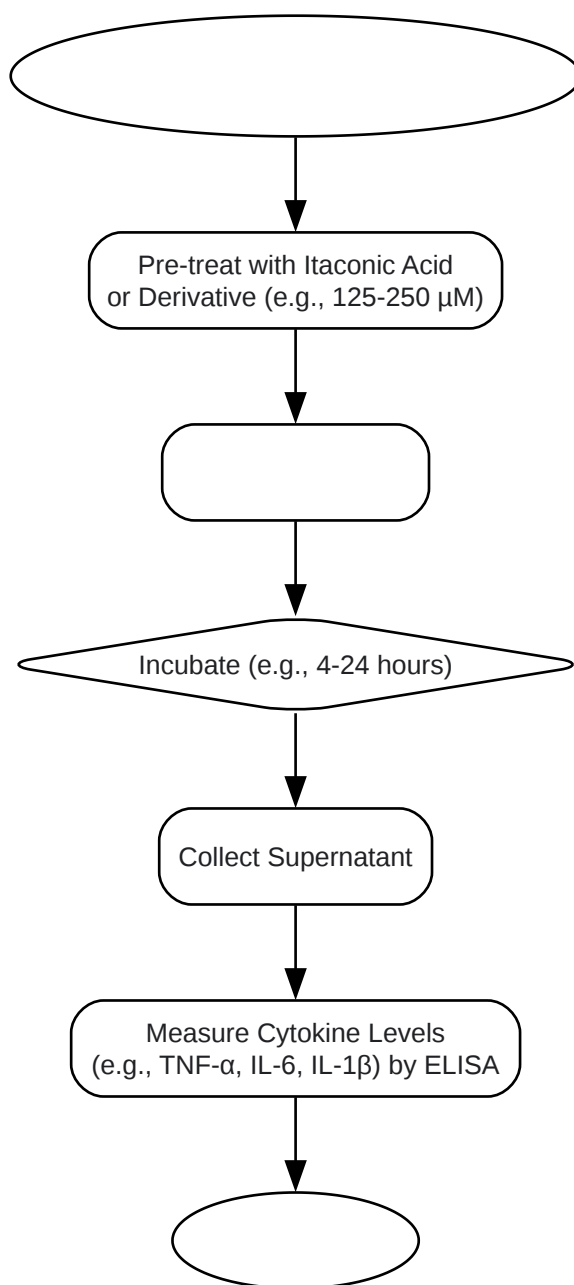 Pre-treat with Itaconic Acid
or Derivative (e.g., 125-250 µM)
Incubate (e.g., 4-24 hours)
Collect Supernatant
Measure Cytokine Levels
(e.g., TNF-α, IL-6, IL-1β) by ELISA